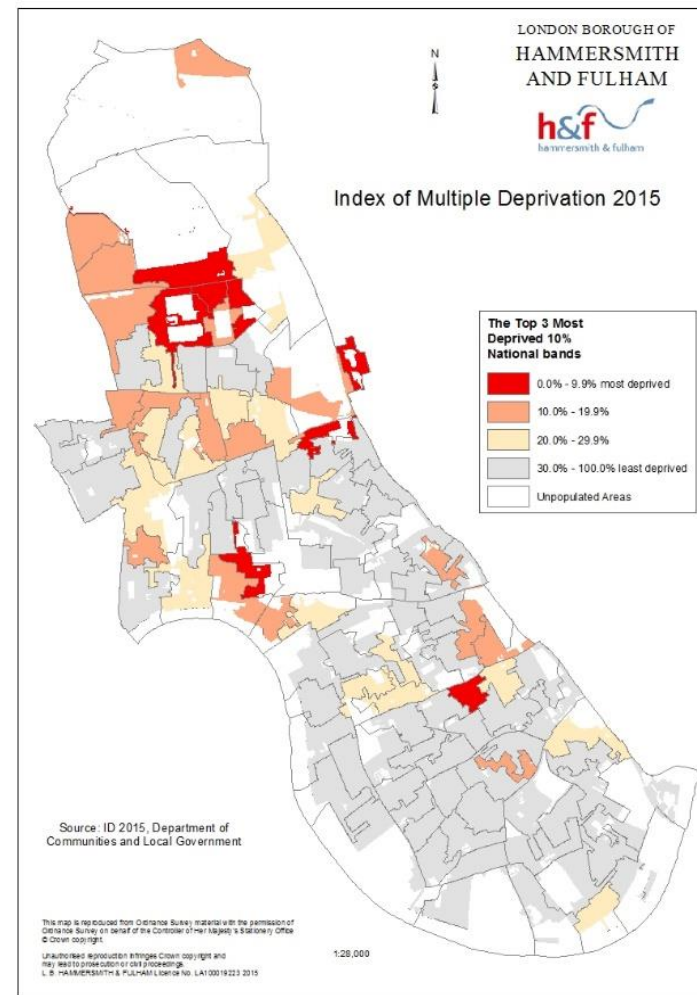 LONDON BOROUGH OF
HAMMERSMITH
AND FULHAM
h&f
hammersmith & fulham
N
Index of Multiple Deprivation 2015
The Top 3 Most
Deprived 10%
National bands
0.0% - 9.9% most deprived
10.0% - 19.9%
20.0% - 29.9%
30.0% - 100.0% least deprived
Unpopulated Areas
Source: ID 2015, Department of
Communities and Local Government
This map is reproduced from Ordnance Survey material with the permission of
Ordnance Survey on behalf of the Controller of Her Majesty's Stationery Office
© Crown copyright.
Unauthorised reproduction infringes Crown copyright and
may lead to prosecution or civil proceedings.
L. B. HAMMERSMITH & FULHAM Licence No. LA100019223 2015
1:28,000